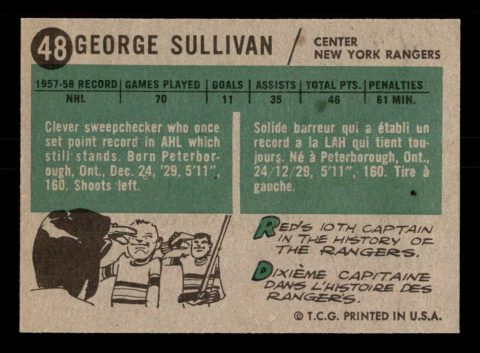 48 GEORGE SULLIVAN / CENTER
NEW YORK RANGERS
1957-58 RECORD GAMES PLAYED GOALS ASSISTS TOTAL PTS. PENALTIES
NHL 70 11 35 46 61 MIN.
Clever sweepchecker who once
set point record in AHL which
still stands. Born Peterbor-
ough, Ont., Dec. 24, '29, 5'11",
160. Shoots left.
Solide barreur qui a établi un
record a la LAH qui tient tou-
jours. Né à Peterborough, Ont.,
24/12/29, 5'11", 160. Tire à
gauche.
RED'S 10TH CAPTAIN
IN THE HISTORY OF
THE RANGERS.
DIXIÈME CAPITAINE
DANS L'HISTOIRE DES
RANGERS.
© T.C.G. PRINTED IN U.S.A.